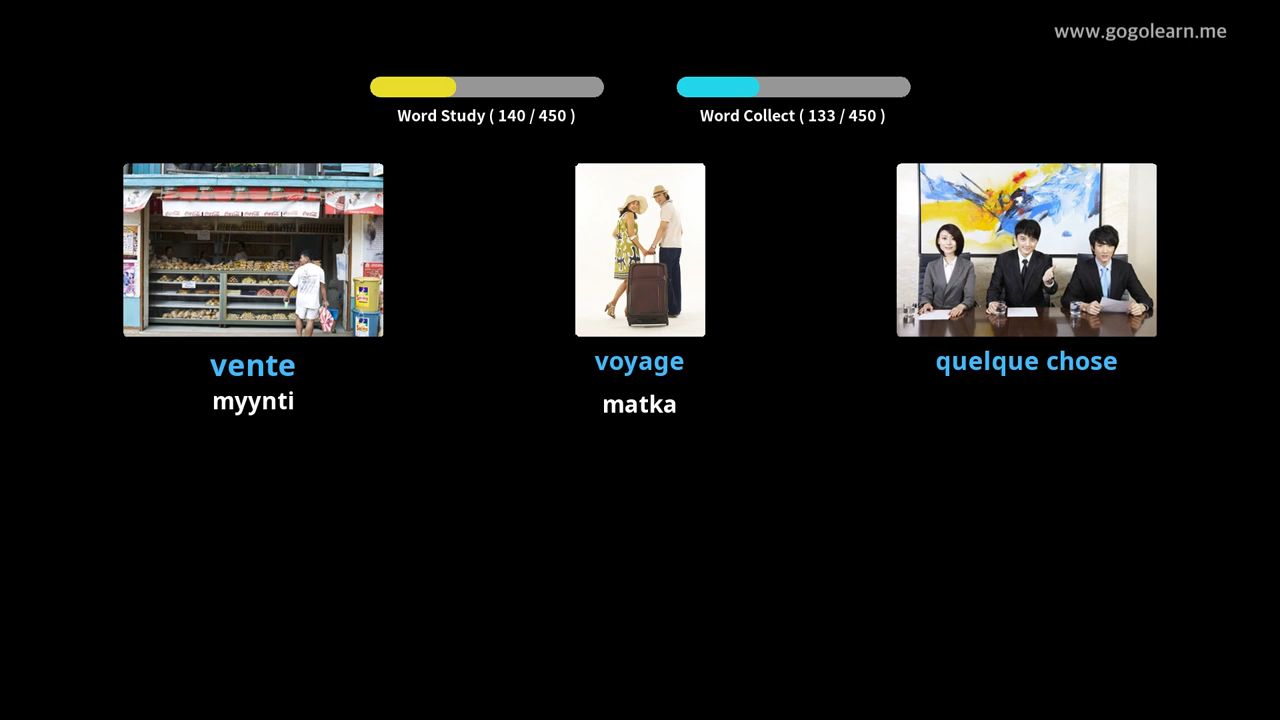 www.gogolearn.me
Word Study ( 140 / 450 )
Word Collect ( 133 / 450 )
vente
myynti
voyage
matka
quelque chose